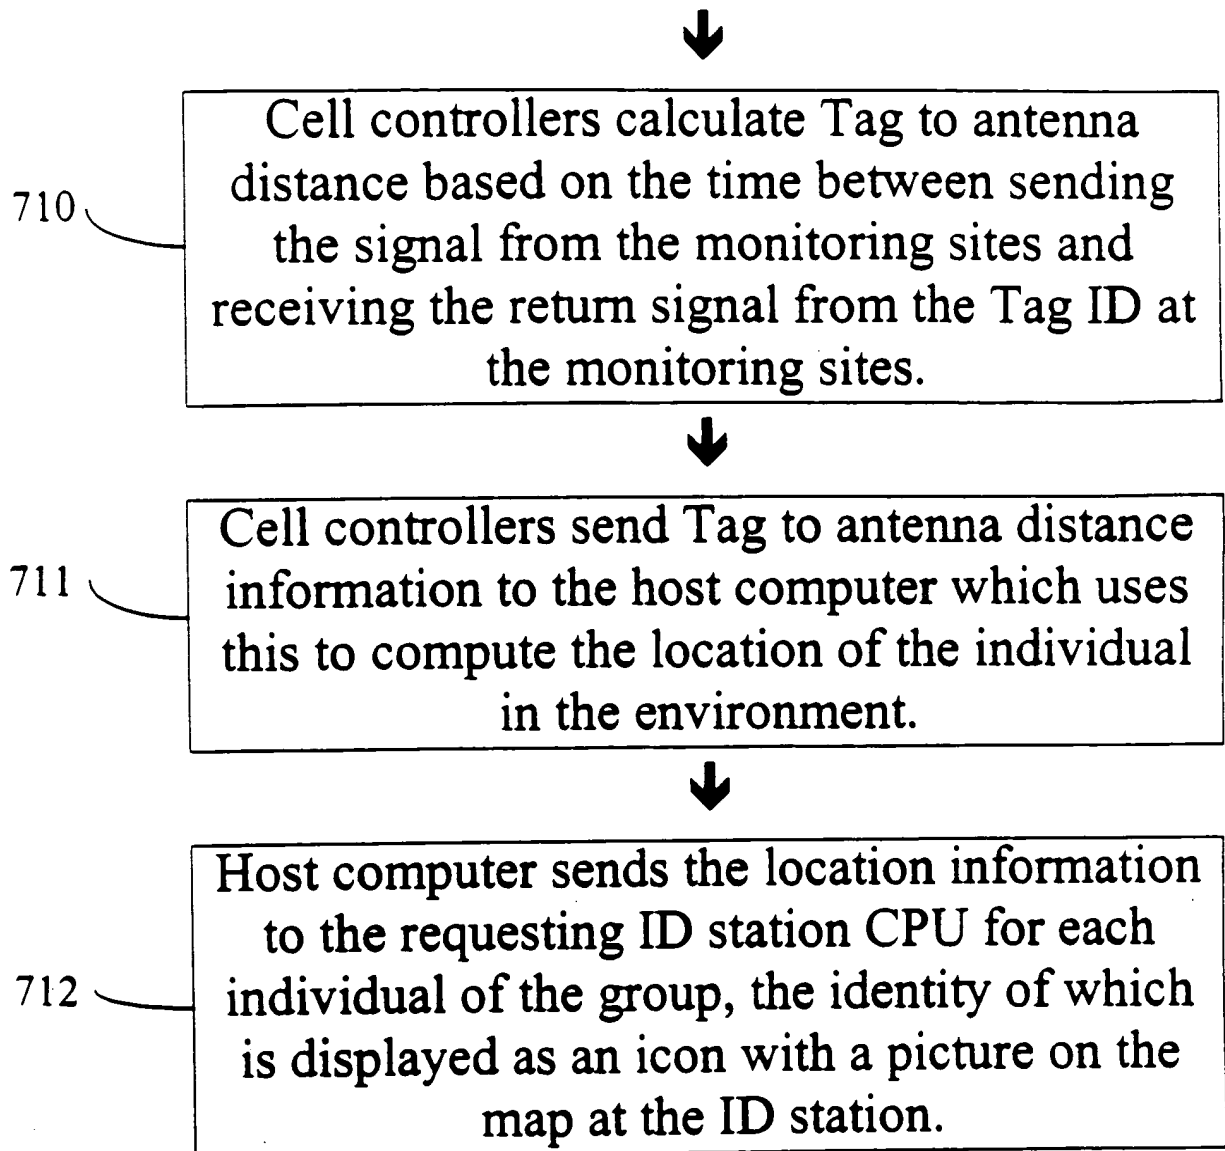 Cell controllers calculate Tag to antenna
distance based on the time between sending
the signal from the monitoring sites and
receiving the return signal from the Tag ID at
the monitoring sites.
710
Cell controllers send Tag to antenna distance
information to the host computer which uses
this to compute the location of the individual
in the environment.
711
Host computer sends the location information
to the requesting ID station CPU for each
individual of the group, the identity of which
is displayed as an icon with a picture on the
map at the ID station.
712